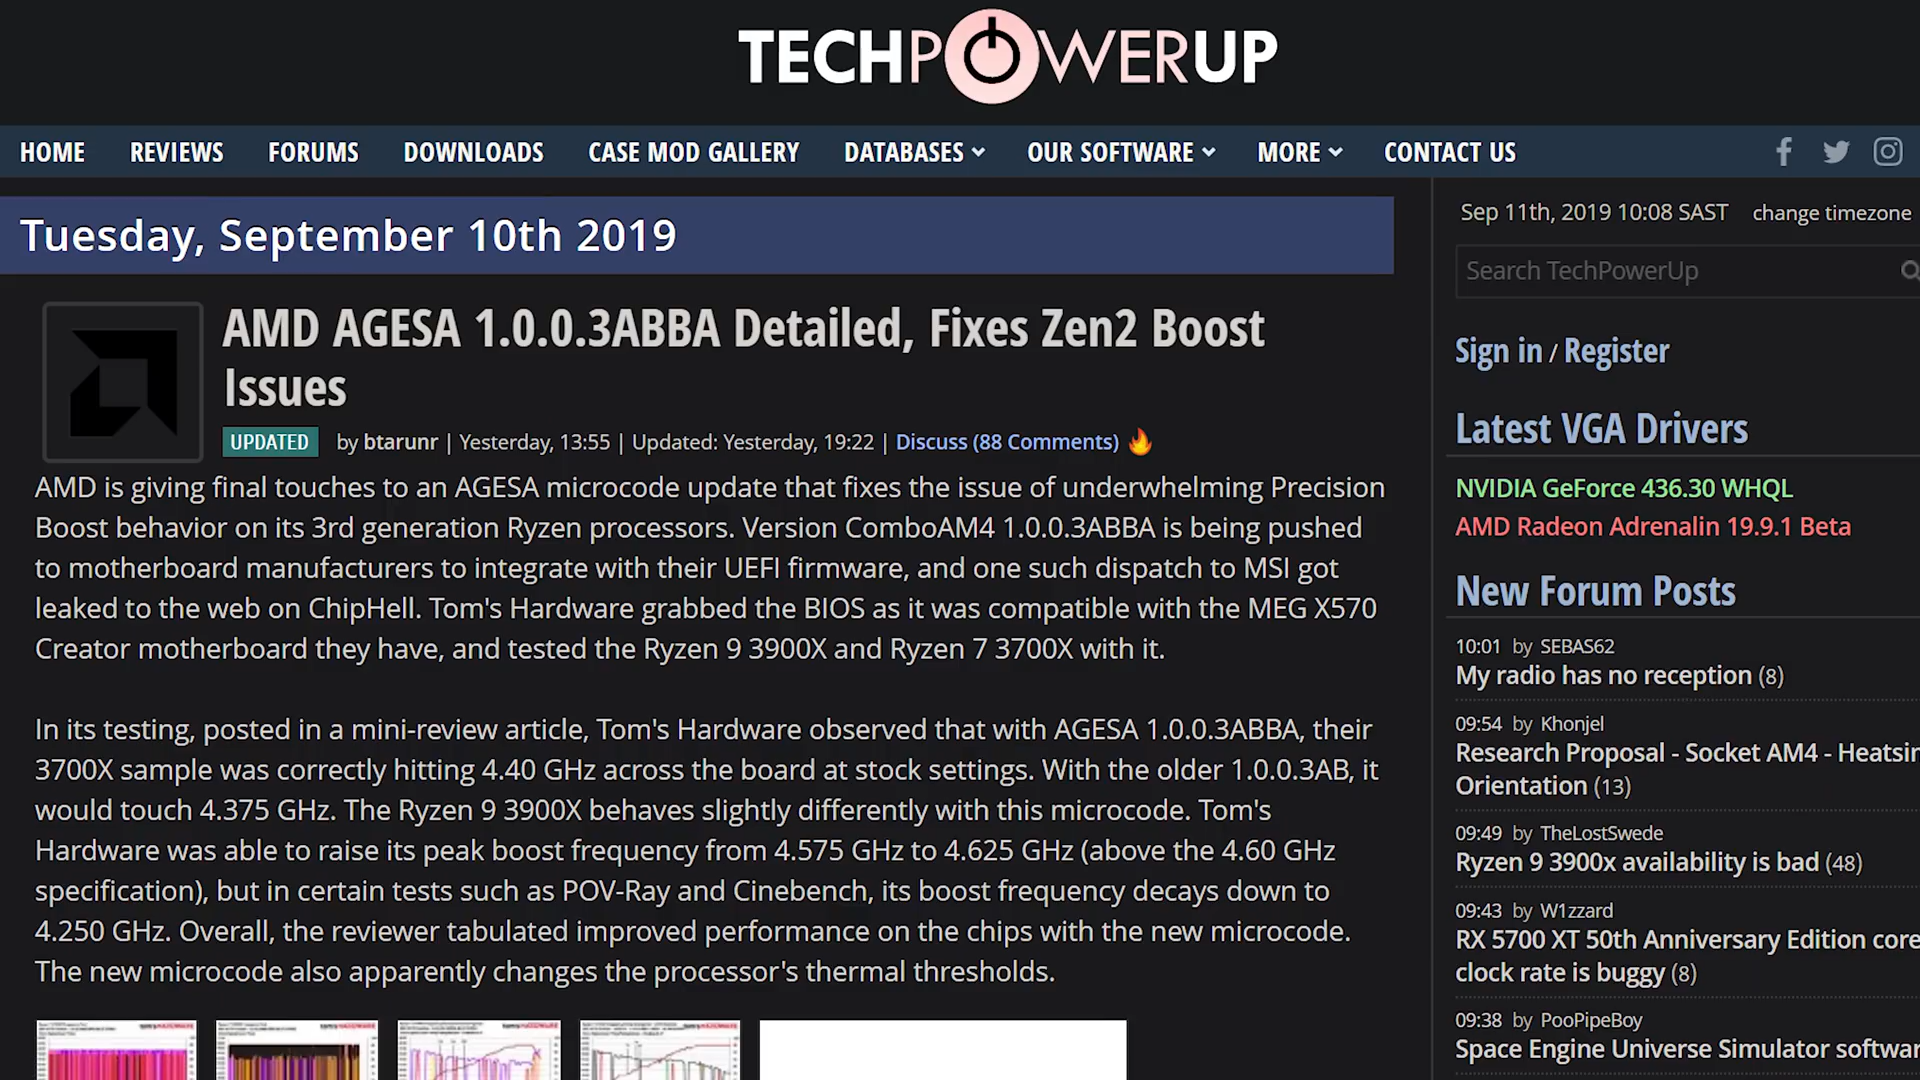 TECHPOWERUP
HOME REVIEWS FORUMS DOWNLOADS CASE MOD GALLERY DATABASES OUR SOFTWARE MORE CONTACT US
Tuesday, September 10th 2019
AMD AGESA 1.0.0.3ABBA Detailed, Fixes Zen2 Boost
Issues
UPDATED by btarunr | Yesterday, 13:55 | Updated: Yesterday, 19:22 | Discuss (88 Comments)
AMD is giving final touches to an AGESA microcode update that fixes the issue of underwhelming Precision
Boost behavior on its 3rd generation Ryzen processors. Version ComboAM4 1.0.0.3ABBA is being pushed
to motherboard manufacturers to integrate with their UEFI firmware, and one such dispatch to MSI got
leaked to the web on ChipHell. Tom's Hardware grabbed the BIOS as it was compatible with the MEG X570
Creator motherboard they have, and tested the Ryzen 9 3900X and Ryzen 7 3700X with it.
In its testing, posted in a mini-review article, Tom's Hardware observed that with AGESA 1.0.0.3ABBA, their
3700X sample was correctly hitting 4.40 GHz across the board at stock settings. With the older 1.0.0.3AB, it
would touch 4.375 GHz. The Ryzen 9 3900X behaves slightly differently with this microcode. Tom's
Hardware was able to raise its peak boost frequency from 4.575 GHz to 4.625 GHz (above the 4.60 GHz
specification), but in certain tests such as POV-Ray and Cinebench, its boost frequency decays down to
4.250 GHz. Overall, the reviewer tabulated improved performance on the chips with the new microcode.
The new microcode also apparently changes the processor's thermal thresholds.
Sep 11th, 2019 10:08 SAST change timezone
Search TechPowerUp
Sign in / Register
Latest VGA Drivers
NVIDIA GeForce 436.30 WHQL
AMD Radeon Adrenalin 19.9.1 Beta
New Forum Posts
10:01 by SEBAS62
My radio has no reception (8)
09:54 by Khonjel
Research Proposal - Socket AM4 - Heatsin
Orientation (13)
09:49 by TheLostSwede
Ryzen 9 3900x availability is bad (48)
09:43 by W1zzard
RX 5700 XT 50th Anniversary Edition core
clock rate is buggy (8)
09:38 by PooPipeBoy
Space Engine Universe Simulator softwar